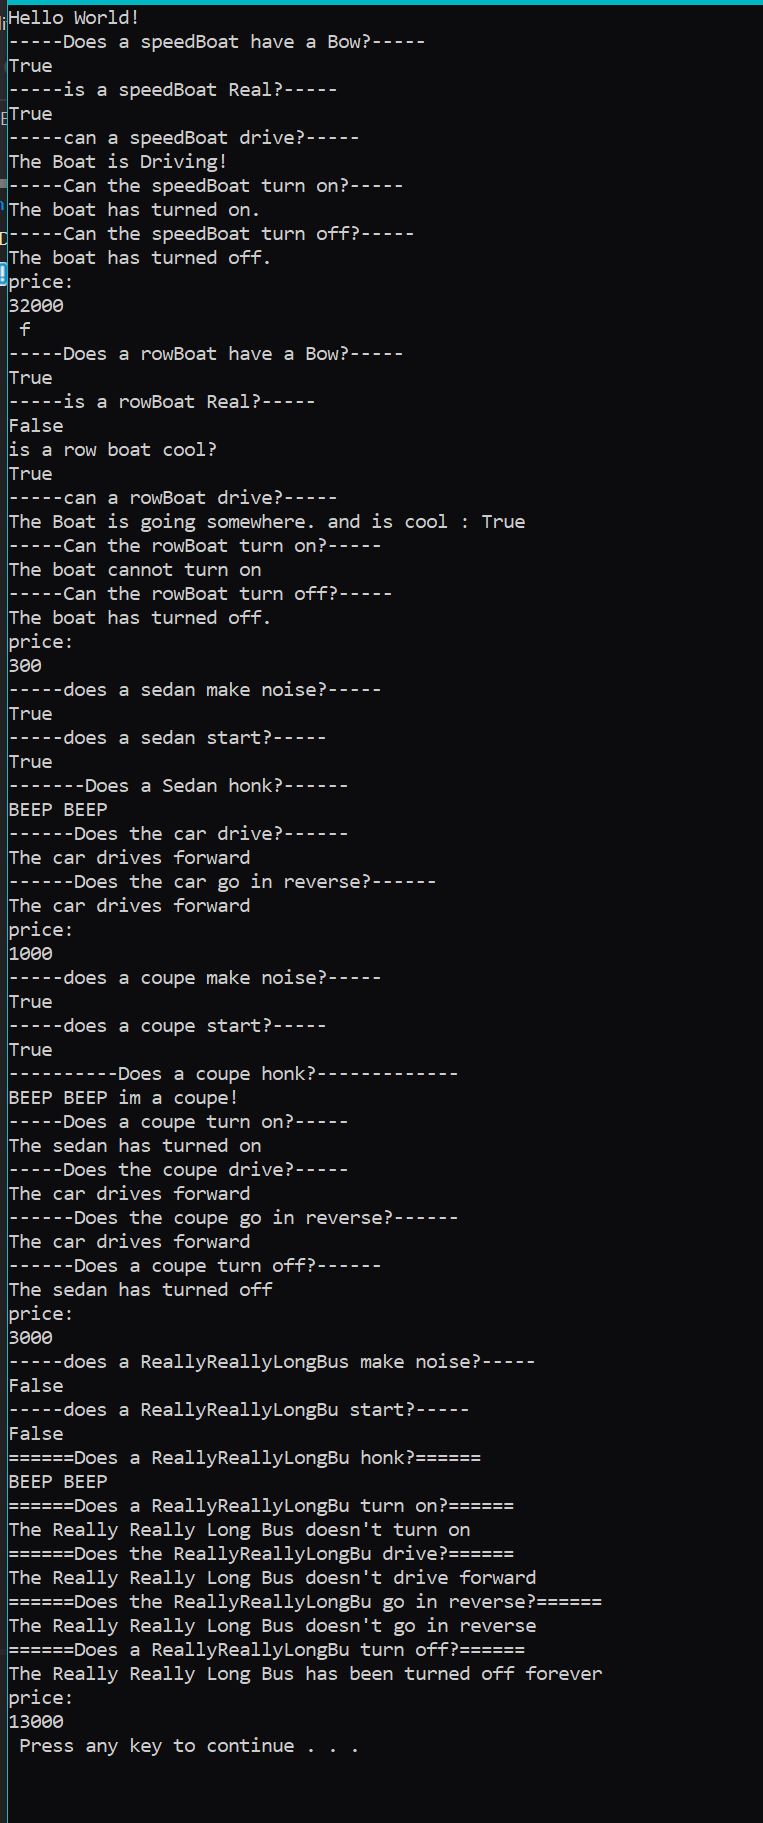 Hello World!
-----Does a speedBoat have a Bow?-----
True
-----is a speedBoat Real?-----
True
-----can a speedBoat drive?-----
The Boat is Driving!
-----Can the speedBoat turn on?-----
The boat has turned on.
-----Can the speedBoat turn off?-----
The boat has turned off.
price:
32000
 f
-----Does a rowBoat have a Bow?-----
True
-----is a rowBoat Real?-----
False
is a row boat cool?
True
-----can a rowBoat drive?-----
The Boat is going somewhere. and is cool : True
-----Can the rowBoat turn on?-----
The boat cannot turn on
-----Can the rowBoat turn off?-----
The boat has turned off.
price:
300
-----does a sedan make noise?-----
True
-----does a sedan start?-----
True
-------Does a Sedan honk?------
BEEP BEEP
------Does the car drive?------
The car drives forward
------Does the car go in reverse?------
The car drives forward
price:
1000
-----does a coupe make noise?-----
True
-----does a coupe start?-----
True
----------Does a coupe honk?-------------
BEEP BEEP im a coupe!
-----Does a coupe turn on?-----
The sedan has turned on
-----Does the coupe drive?-----
The car drives forward
------Does the coupe go in reverse?------
The car drives forward
------Does a coupe turn off?------
The sedan has turned off
price:
3000
-----does a ReallyReallyLongBus make noise?-----
False
-----does a ReallyReallyLongBu start?-----
False
======Does a ReallyReallyLongBu honk?======
BEEP BEEP
======Does a ReallyReallyLongBu turn on?======
The Really Really Long Bus doesn't turn on
======Does the ReallyReallyLongBu drive?======
The Really Really Long Bus doesn't drive forward
======Does the ReallyReallyLongBu go in reverse?======
The Really Really Long Bus doesn't go in reverse
======Does a ReallyReallyLongBu turn off?======
The Really Really Long Bus has been turned off forever
price:
13000
 Press any key to continue . . .